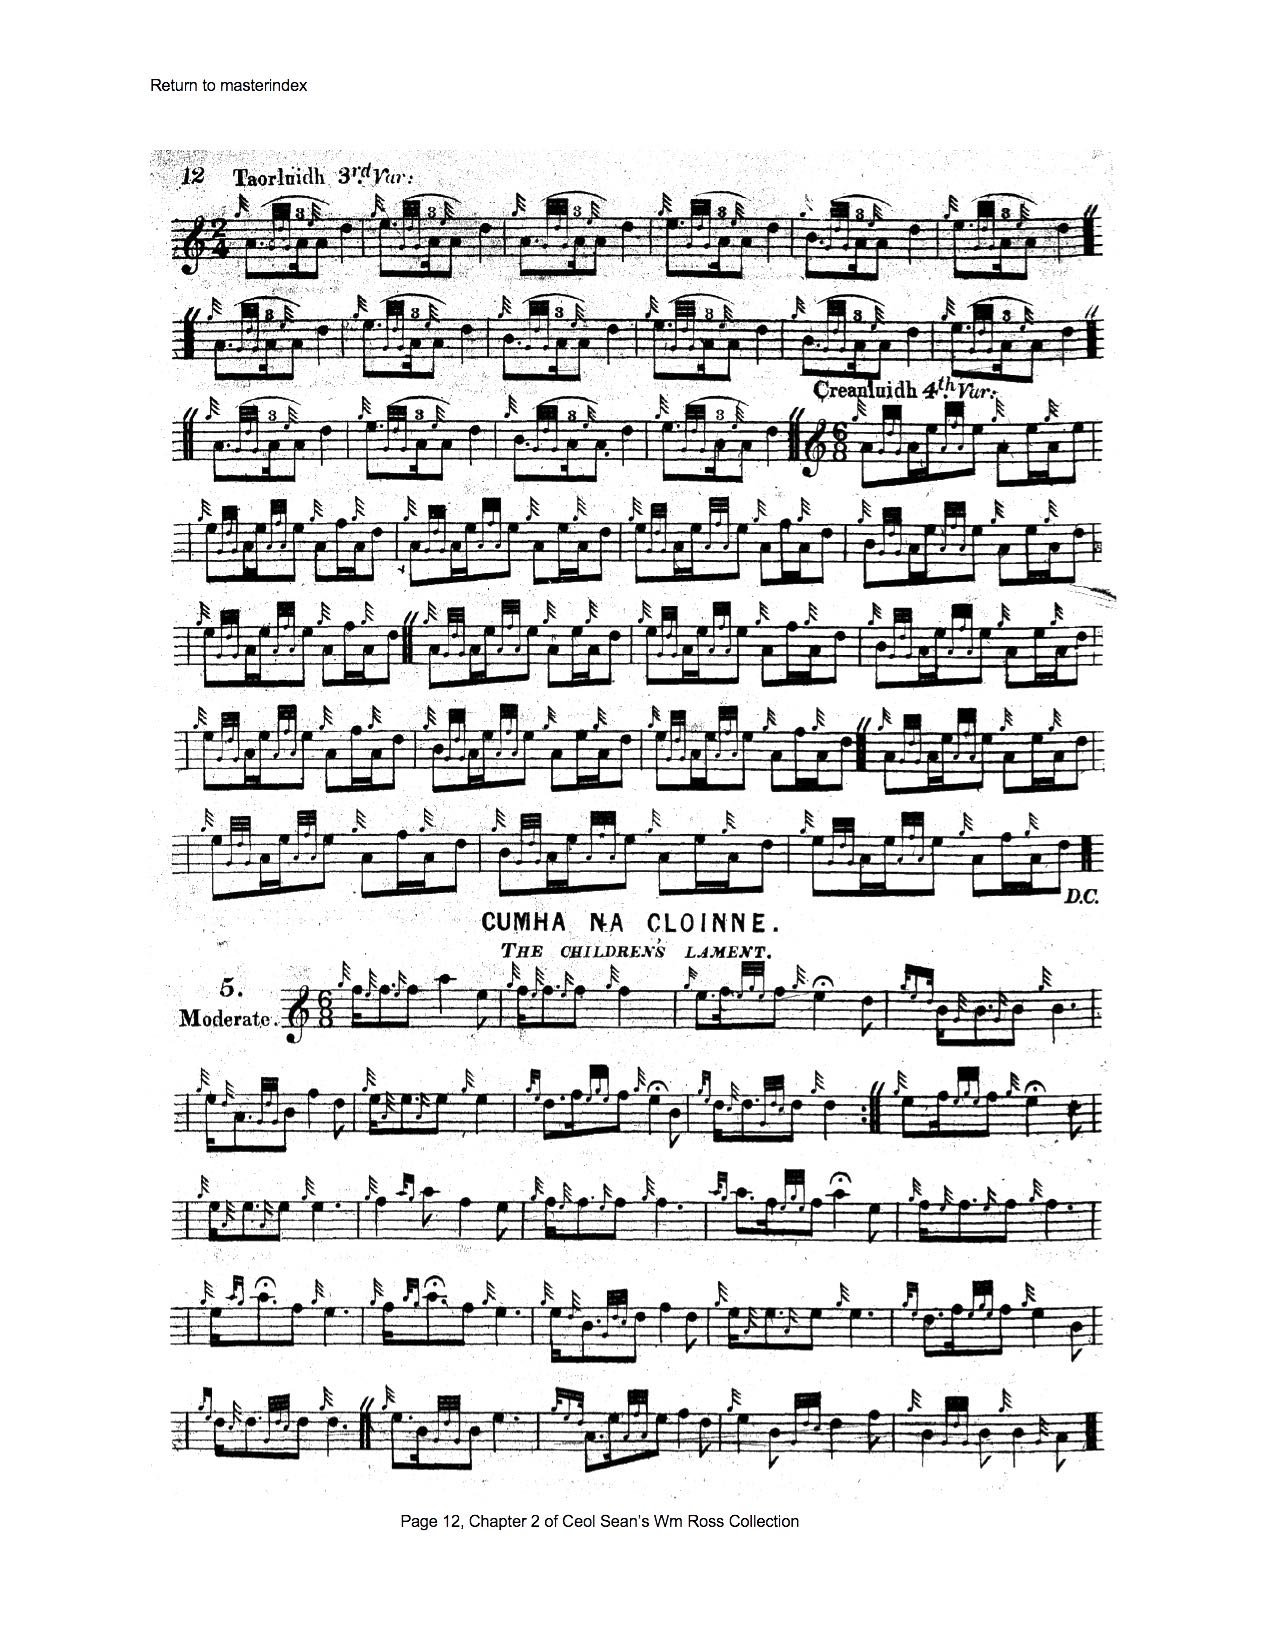 Return to masterindex
12 Taorluidh 3rd Var:
Creanluidh 4th Var:
D.C.
CUMHA NA CLOINNE.
THE CHILDREN'S LAMENT.
5.
Moderate.
Page 12, Chapter 2 of Ceol Sean's Wm Ross Collection